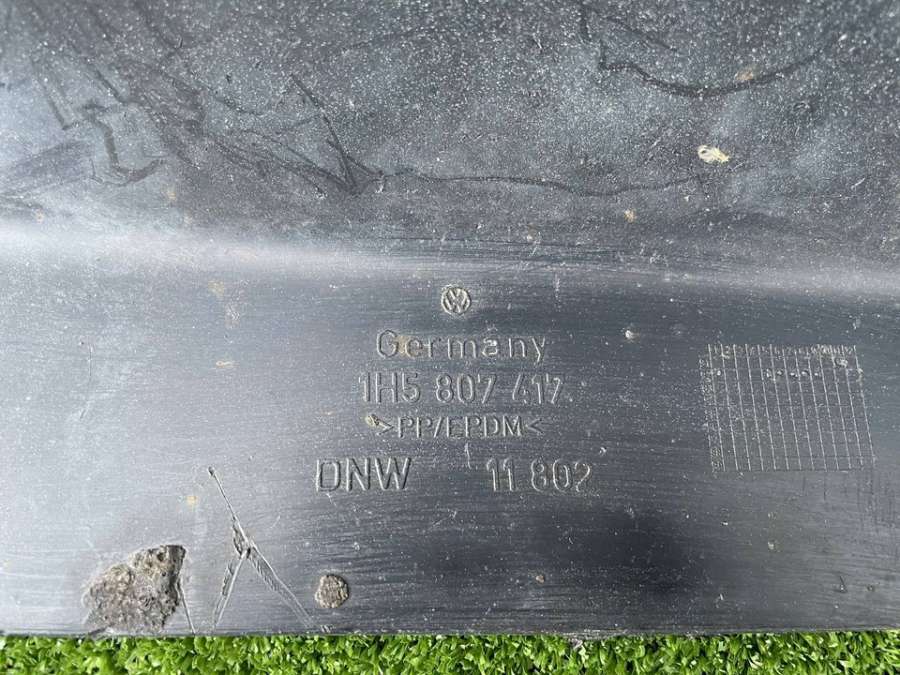 Germany
1H5 807 417
>PP/EPDM<
DNW 11 802